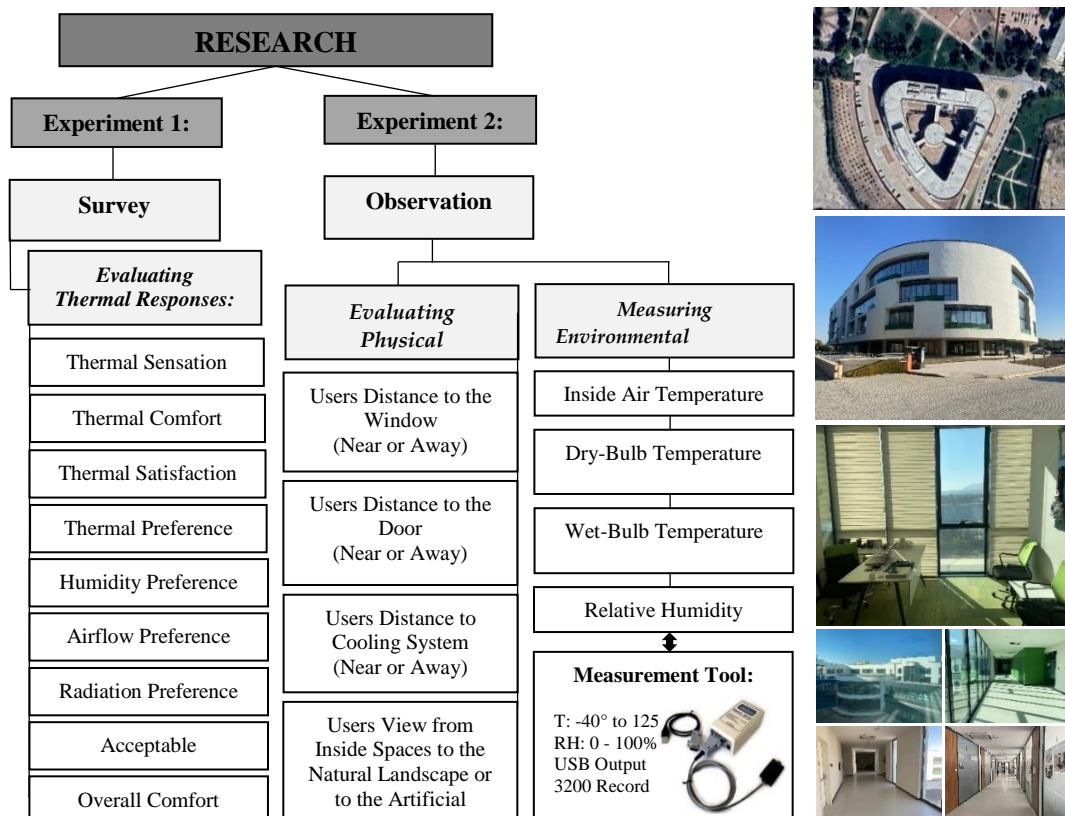 RESEARCH
Experiment 1:
Experiment 2:
Survey
Observation
Evaluating
Thermal Responses:
Thermal Sensation
Thermal Comfort
Thermal Satisfaction
Thermal Preference
Humidity Preference
Airflow Preference
Radiation Preference
Acceptable
Overall Comfort
Evaluating
Physical
Users Distance to the
Window
(Near or Away)
Users Distance to the
Door
(Near or Away)
Users Distance to
Cooling System
(Near or Away)
Users View from
Inside Spaces to the
Natural Landscape or
to the Artificial
Measuring
Environmental
Inside Air Temperature
Dry-Bulb Temperature
Wet-Bulb Temperature
Relative Humidity
Measurement Tool:
T: -40° to 125
RH: 0 - 100%
USB Output
3200 Record